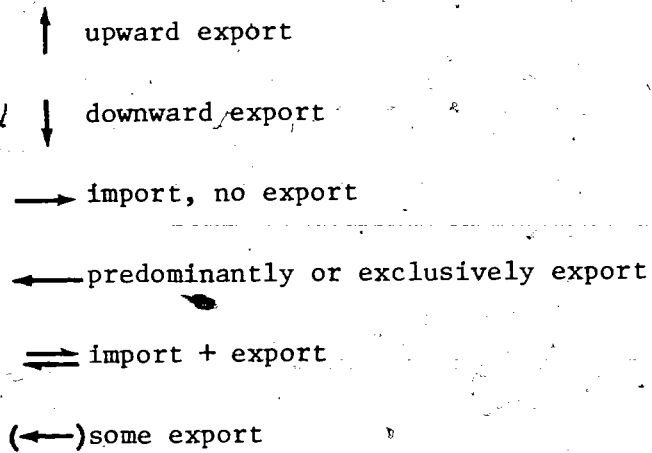 ↑ upward export
↓ downward export
→ import, no export
← predominantly or exclusively export
⇌ import + export
(←) some export